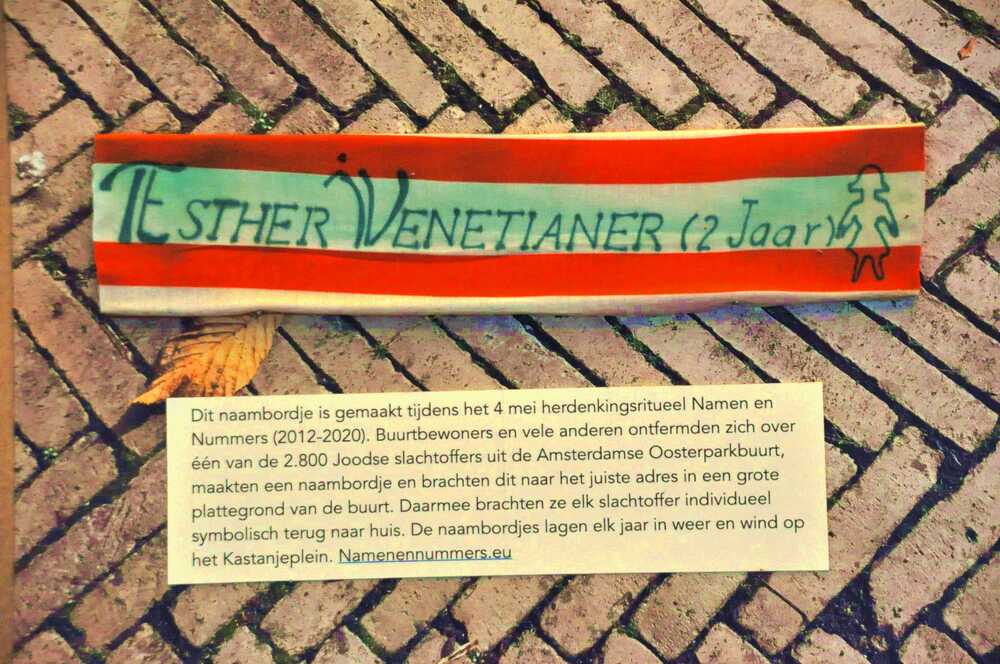 ESTHER VENETIANER (2 Jaar)
Dit naambordje is gemaakt tijdens het 4 mei herdenkingsritueel Namen en
Nummers (2012-2020). Buurtbewoners en vele anderen ontfermden zich over
één van de 2.800 Joodse slachtoffers uit de Amsterdamse Oosterparkbuurt,
maakten een naambordje en brachten dit naar het juiste adres in een grote
plattegrond van de buurt. Daarmee brachten ze elk slachtoffer individueel
symbolisch terug naar huis. De naambordjes lagen elk jaar in weer en wind op
het Kastanjeplein. Namenennummers.eu